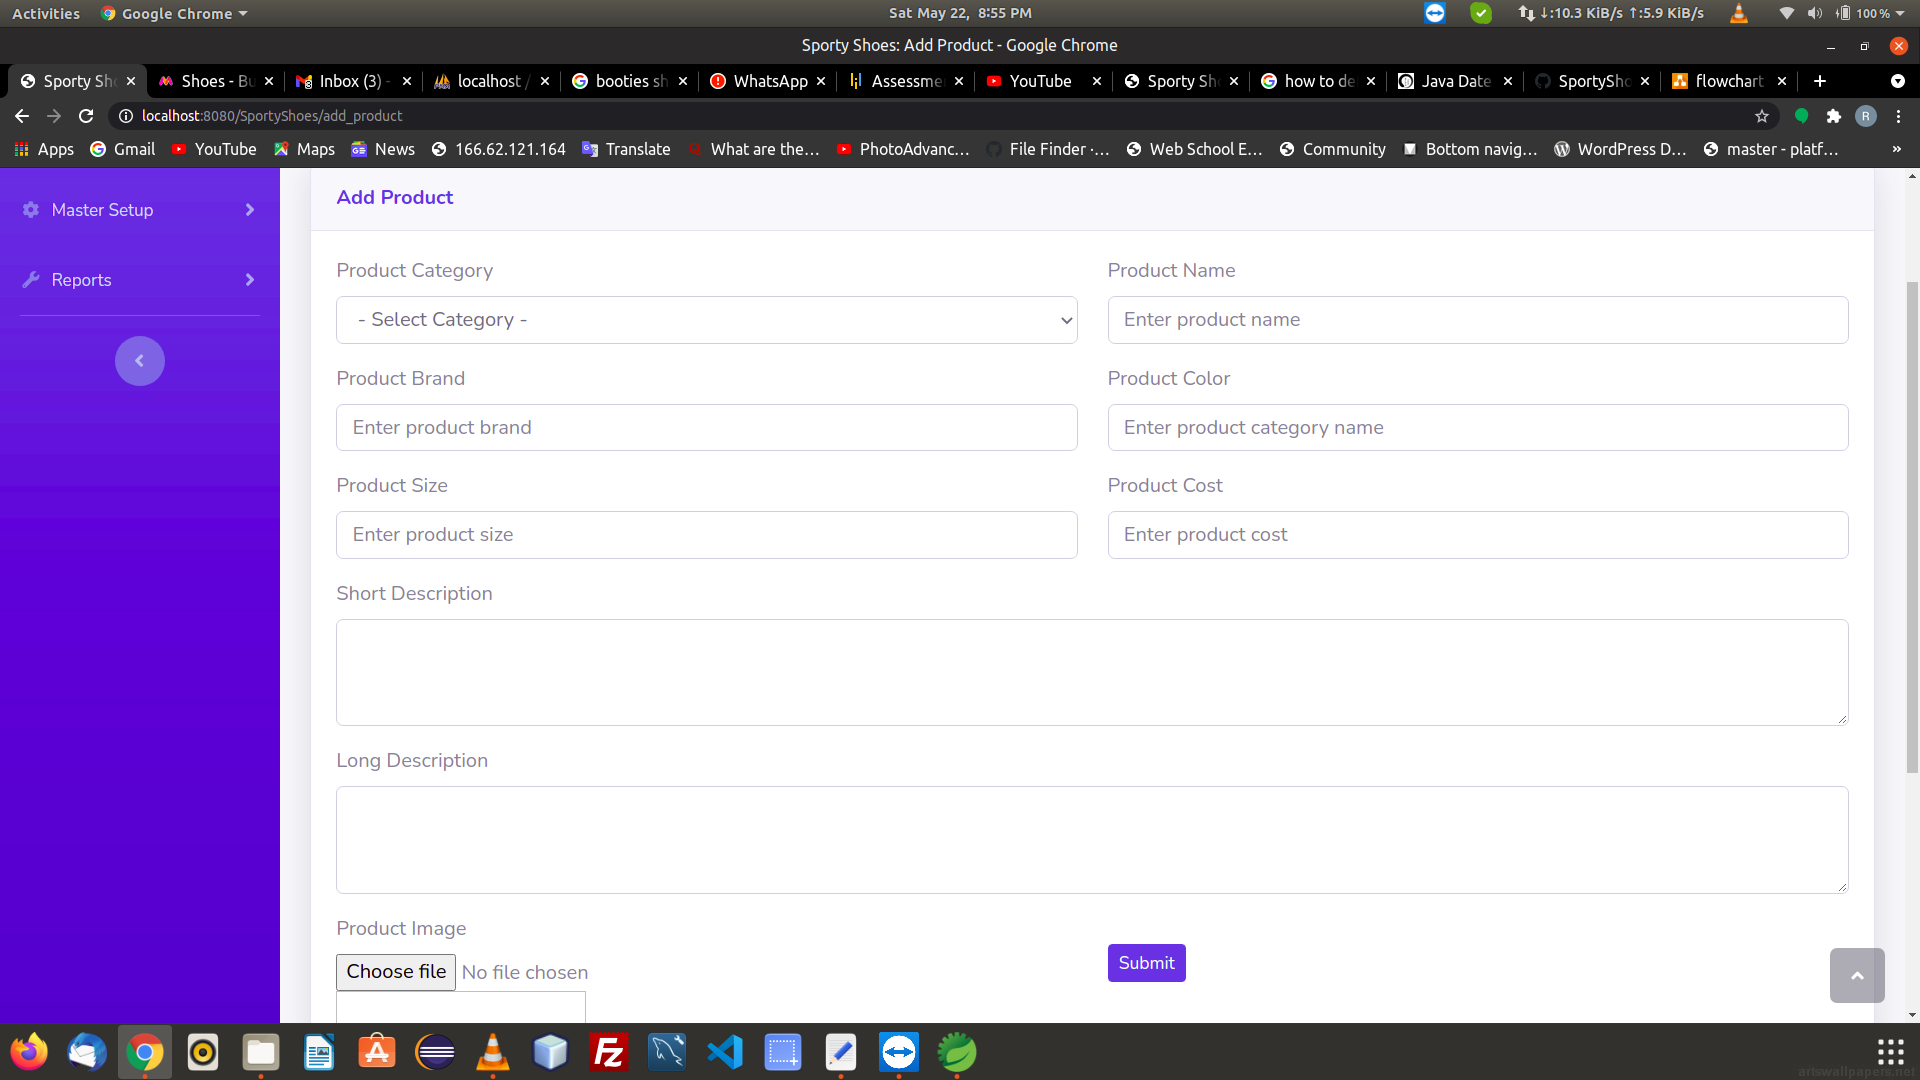 Activities Google Chrome Sat May 22, 8:55 PM ↓:10.3 KiB/s ↑:5.9 KiB/s 100 %
Sporty Shoes: Add Product - Google Chrome
Sporty Sh Shoes - Bu Inbox (3) - localhost / booties sh WhatsApp Assessme YouTube Sporty Sh how to de Java Date SportySho flowchart
localhost:8080/SportyShoes/add_product R
Apps Gmail YouTube Maps News 166.62.121.164 Translate What are the... PhotoAdvanc... File Finder ·... Web School E... Community Bottom navig... WordPress D... master - platf... »
Master Setup
Reports
Add Product
Product Category Product Name
- Select Category - Enter product name
Product Brand Product Color
Enter product brand Enter product category name
Product Size Product Cost
Enter product size Enter product cost
Short Description
Long Description
Product Image
Choose file No file chosen Submit
artswallpapers.net